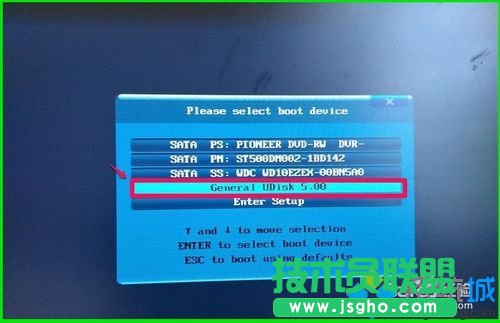 Please select boot device
SATA PS: PIONEER DVD-RW DVR-
SATA PM: ST500DM002-1BD142
SATA SS: WDC WD10EZEX-00BN5A0
General UDisk 5.00
Enter Setup
↑ and ↓ to move selection
ENTER to select boot device
ESC to boot using defaults
技术员联盟
www.jsgho.com